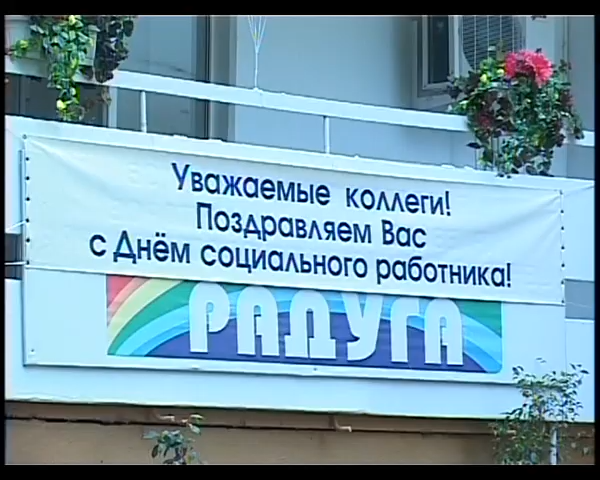 Уважаемые коллеги!
Поздравляем Вас
с Днём социального работника!
РАДУГА